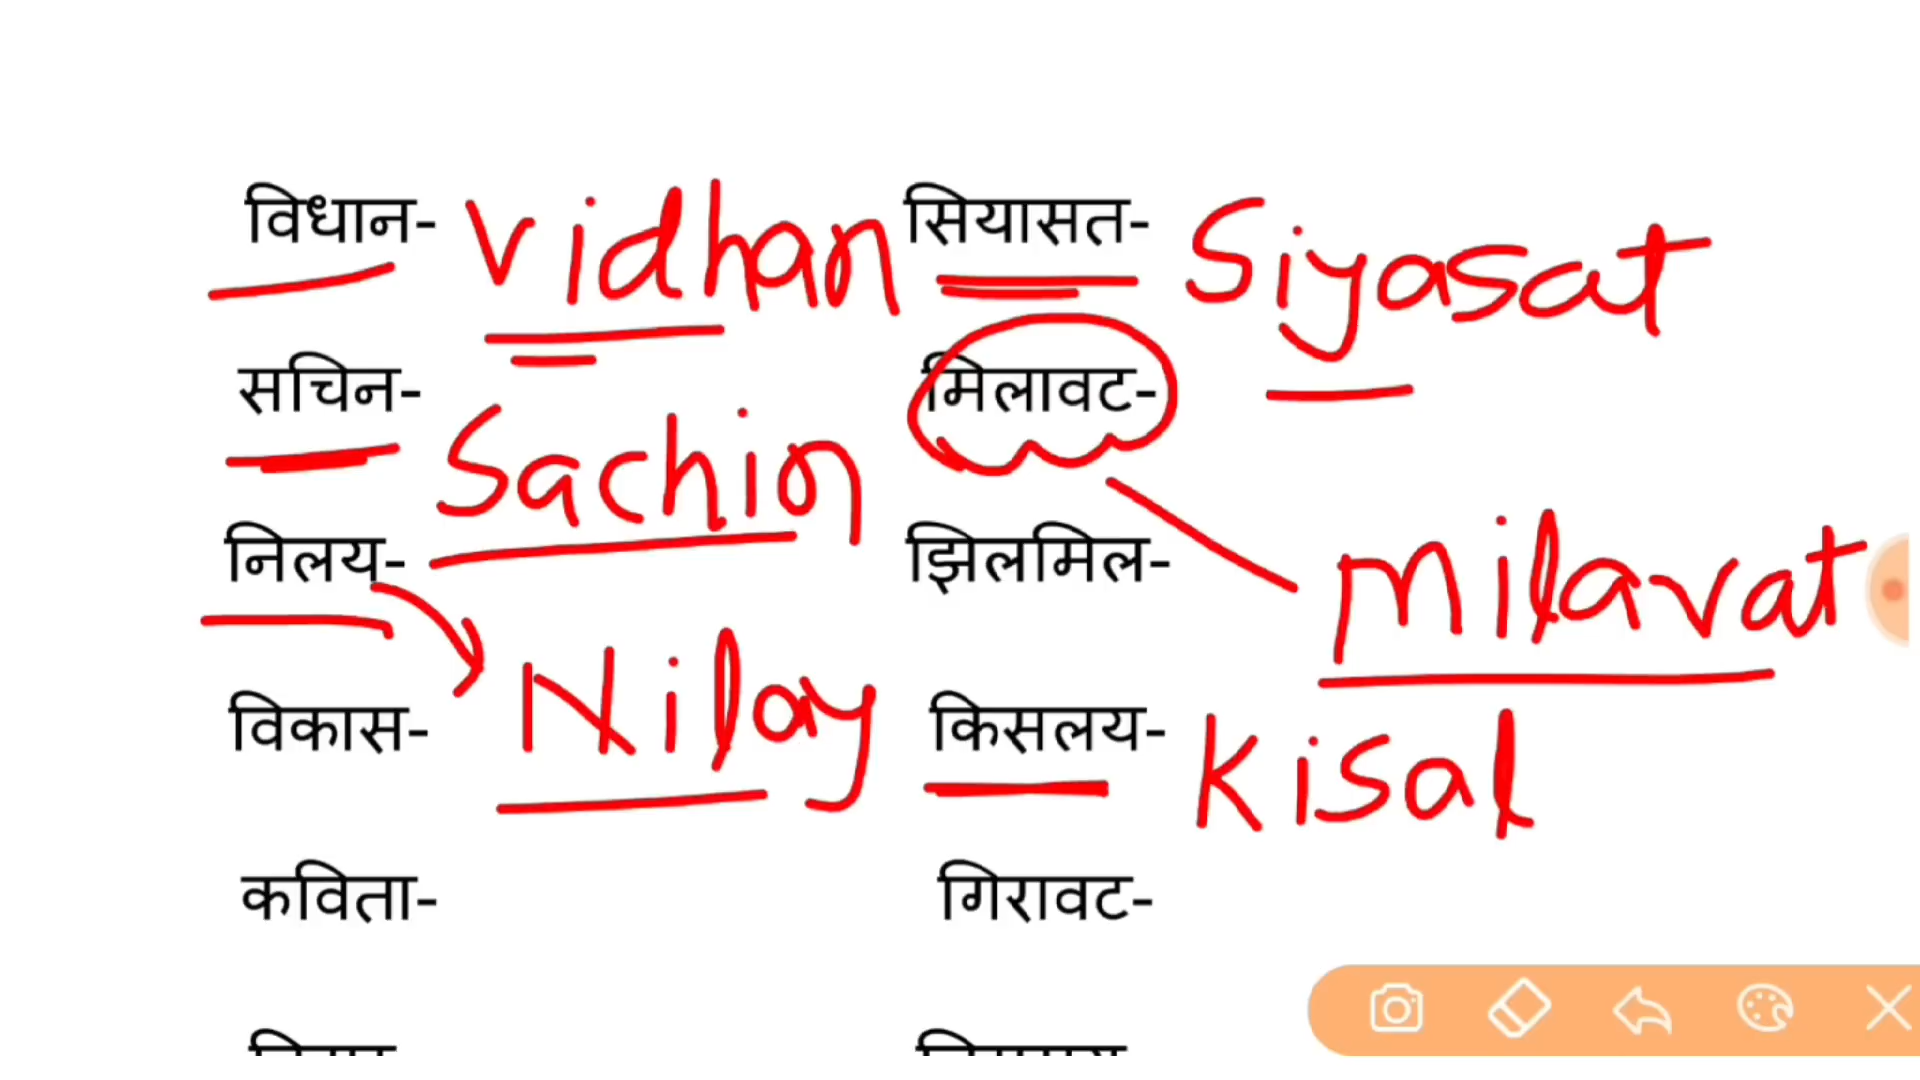 विधान- Vidhan सियासत- Siyasat
सचिन- Sachin मिलावट- Milavat
निलय- Nilay झिलमिल-
विकास- किसलय- Kisal
कविता- गिरावट-